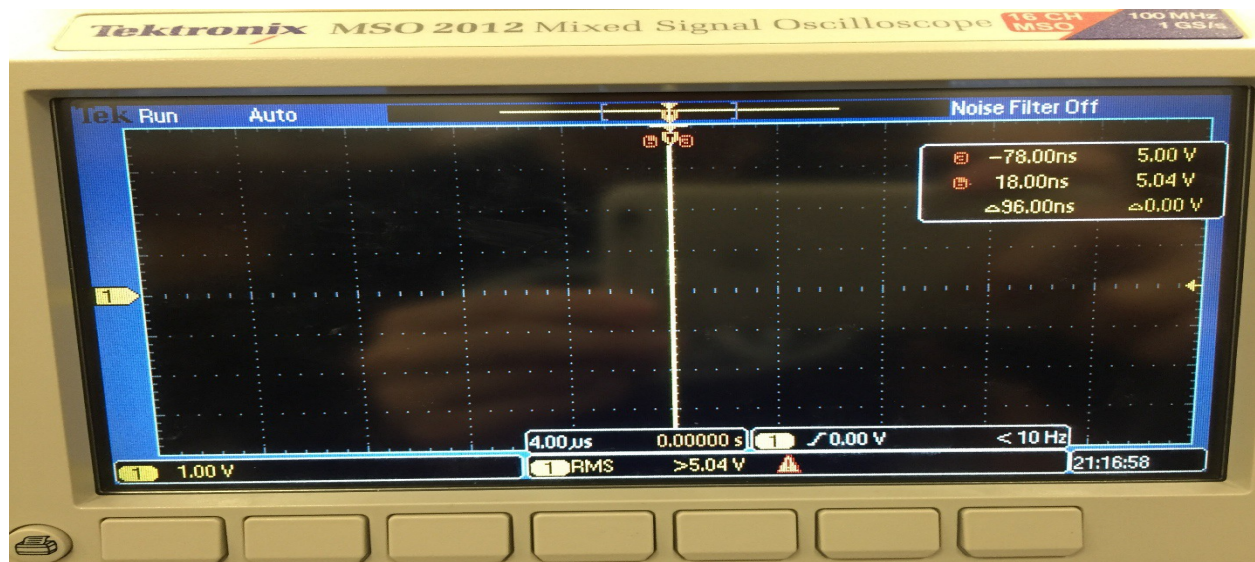 Tektronix MSO 2012 Mixed Signal Oscilloscope 16 CH MSO 100 MHz 1 GS/s
Tek Run Auto Noise Filter Off
a −78.00ns 5.00 V
b 18.00ns 5.04 V
△96.00ns △0.00 V
1
4.00 µs 0.00000 s 1 0.00 V < 10 Hz
1 1.00 V 1 RMS >5.04 V 21:16:58